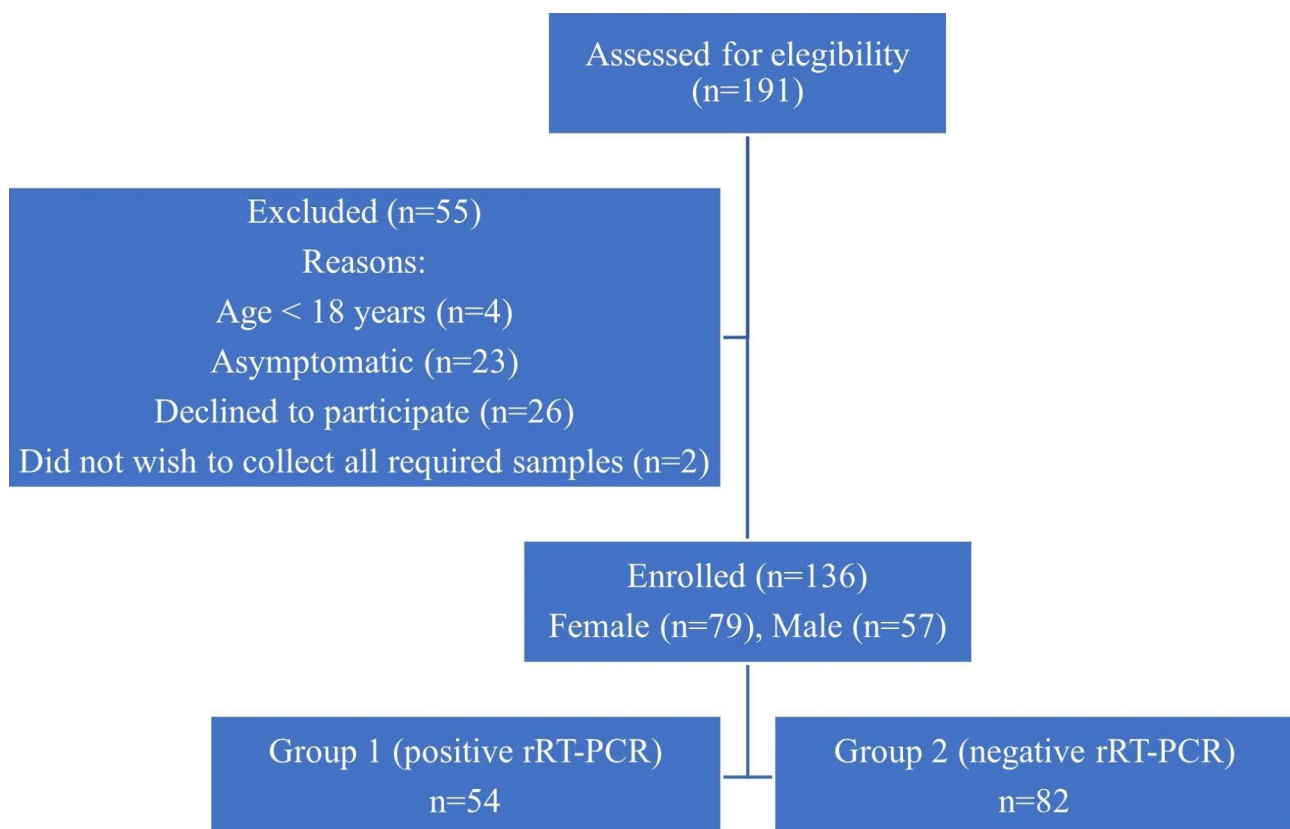 Assessed for elegibility
(n=191)
Excluded (n=55)
Reasons:
Age < 18 years (n=4)
Asymptomatic (n=23)
Declined to participate (n=26)
Did not wish to collect all required samples (n=2)
Enrolled (n=136)
Female (n=79), Male (n=57)
Group 1 (positive rRT-PCR)
n=54
Group 2 (negative rRT-PCR)
n=82